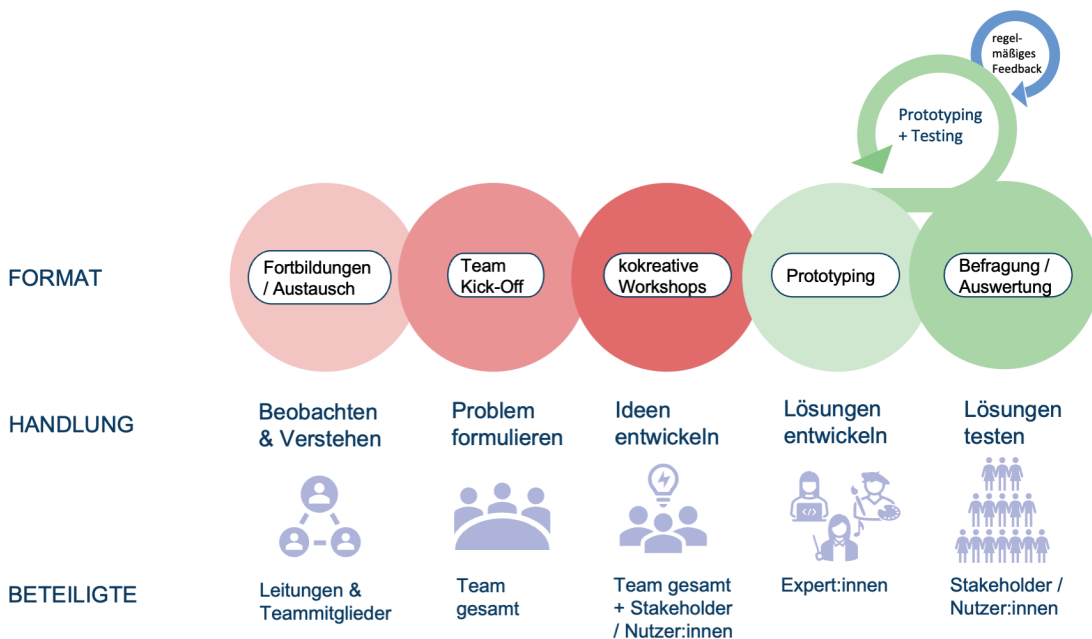 regel-
mäßiges
Feedback
Prototyping
+ Testing
FORMAT
Fortbildungen
/ Austausch
Team
Kick-Off
kokreative
Workshops
Prototyping
Befragung /
Auswertung
HANDLUNG
Beobachten
& Verstehen
Problem
formulieren
Ideen
entwickeln
Lösungen
entwickeln
Lösungen
testen
BETEILIGTE
Leitungen &
Teammitglieder
Team
gesamt
Team gesamt
+ Stakeholder
/ Nutzer:innen
Expert:innen
Stakeholder /
Nutzer:innen